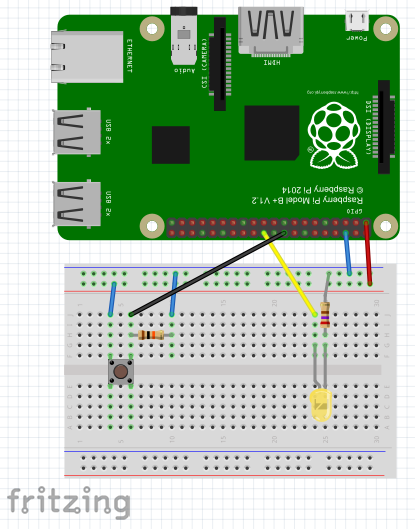 Power
HDMI
Audio
CSI (CAMERA)
ETHERNET
DSI (DISPLAY)
http://www.raspberrypi.org
USB 2x
USB 2x
Raspberry Pi Model B+ V1.2
© Raspberry Pi 2014
GPIO
fritzing